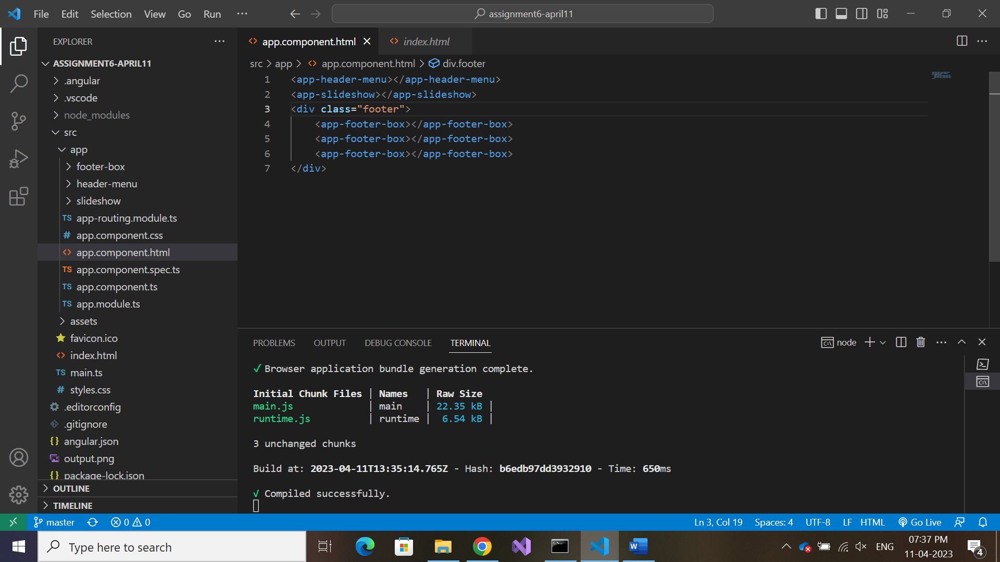 File Edit Selection View Go Run ··· assignment6-april11
EXPLORER
ASSIGNMENT6-APRIL11
.angular
.vscode
node_modules
src
app
footer-box
header-menu
slideshow
TS app-routing.module.ts
# app.component.css
<> app.component.html
TS app.component.spec.ts
TS app.component.ts
TS app.module.ts
assets
favicon.ico
<> index.html
TS main.ts
# styles.css
.editorconfig
.gitignore
{} angular.json
output.png
{} package-lock.json
OUTLINE
TIMELINE
<> app.component.html <> index.html
src > app > <> app.component.html > div.footer
1 <app-header-menu></app-header-menu>
2 <app-slideshow></app-slideshow>
3 <div class="footer">
4 <app-footer-box></app-footer-box>
5 <app-footer-box></app-footer-box>
6 <app-footer-box></app-footer-box>
7 </div>
PROBLEMS OUTPUT DEBUG CONSOLE TERMINAL node
✓ Browser application bundle generation complete.
Initial Chunk Files | Names | Raw Size
main.js | main | 22.35 kB |
runtime.js | runtime | 6.54 kB |
3 unchanged chunks
Build at: 2023-04-11T13:35:14.765Z - Hash: b6edb97dd3932910 - Time: 650ms
√ Compiled successfully.
master 0 0 Ln 3, Col 19 Spaces: 4 UTF-8 LF HTML Go Live
Type here to search
ENG
07:37 PM
11-04-2023
4